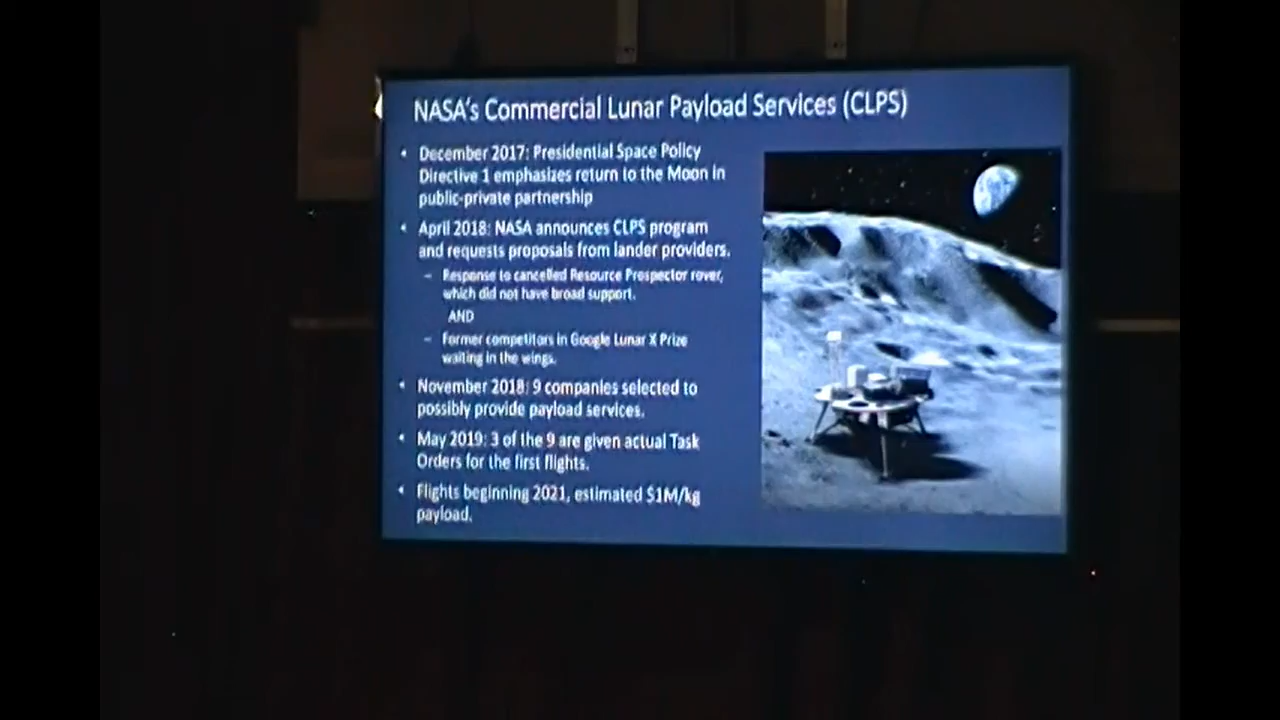 NASA's Commercial Lunar Payload Services (CLPS)
• December 2017: Presidential Space Policy
Directive 1 emphasizes return to the Moon in
public-private partnership
• April 2018: NASA announces CLPS program
and requests proposals from lander providers.
– Response to cancelled Resource Prospector rover,
which did not have broad support.
AND
– Former competitors in Google Lunar X Prize
waiting in the wings.
• November 2018: 9 companies selected to
possibly provide payload services.
• May 2019: 3 of the 9 are given actual Task
Orders for the first flights.
• Flights beginning 2021, estimated $1M/kg
payload.